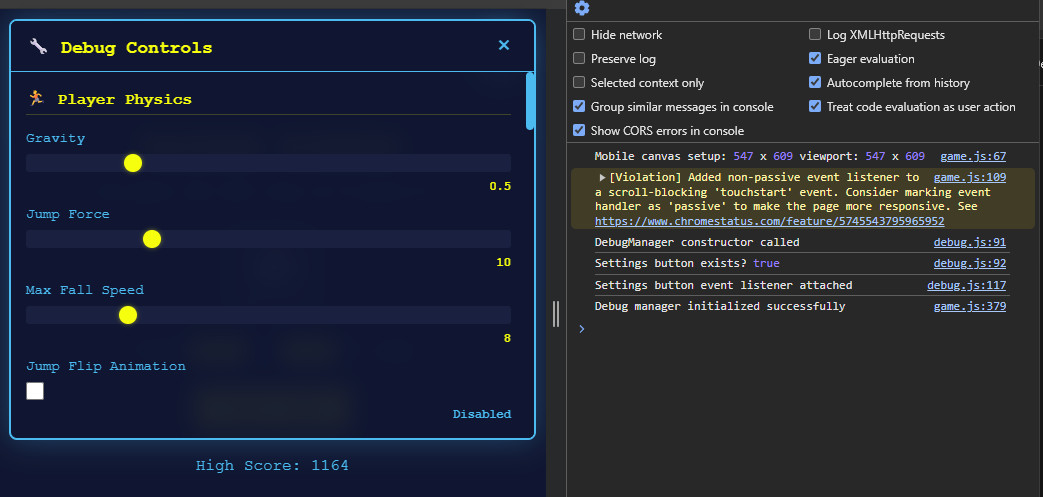 Debug Controls
×
Player Physics
Gravity
0.5
Jump Force
10
Max Fall Speed
8
Jump Flip Animation
Disabled
High Score: 1164
Hide network
Log XMLHttpRequests
Preserve log
Eager evaluation
Selected context only
Autocomplete from history
Group similar messages in console
Treat code evaluation as user action
Show CORS errors in console
Mobile canvas setup: 547 x 609 viewport: 547 x 609 game.js:67
[Violation] Added non-passive event listener to game.js:109
a scroll-blocking 'touchstart' event. Consider marking event
handler as 'passive' to make the page more responsive. See
https://www.chromestatus.com/feature/5745543795965952
DebugManager constructor called debug.js:91
Settings button exists? true debug.js:92
Settings button event listener attached debug.js:117
Debug manager initialized successfully game.js:379